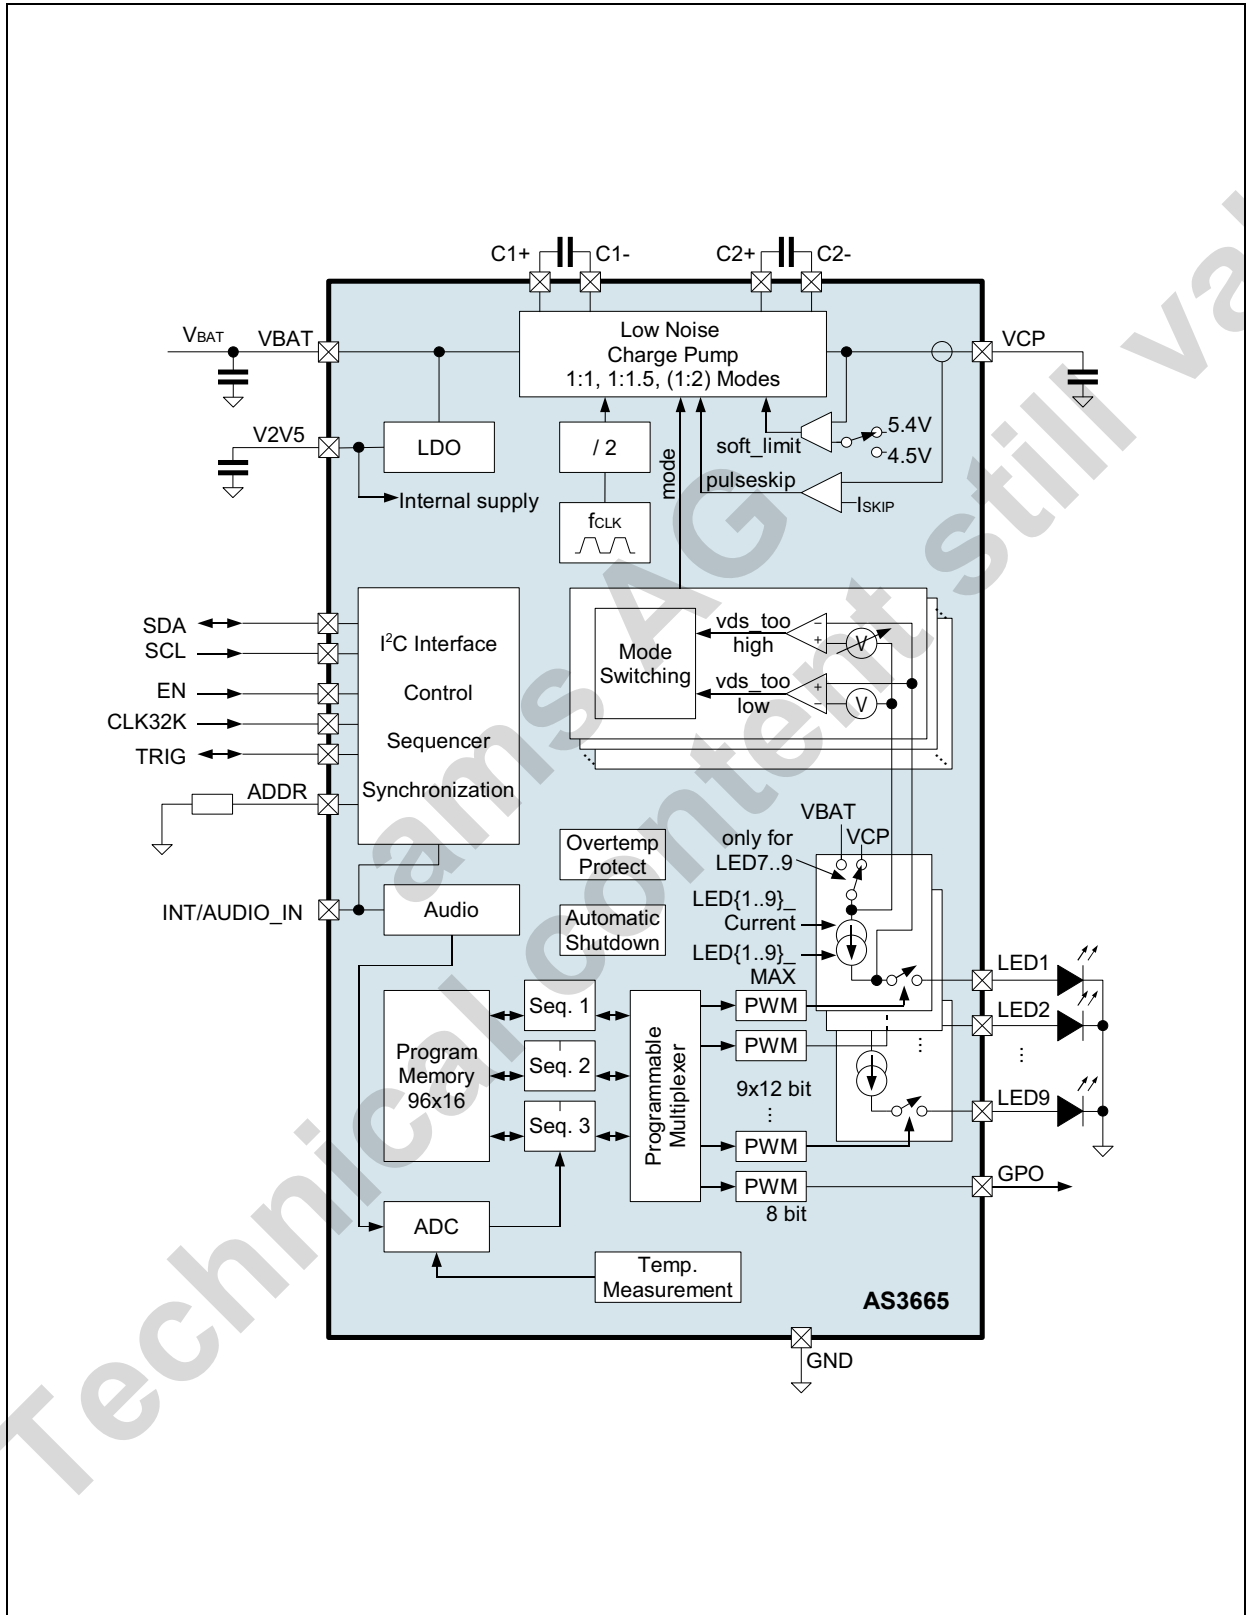 C1+ C1- C2+ C2-
VBAT VBAT
Low Noise
Charge Pump
1:1, 1:1.5, (1:2) Modes
VCP
V2V5
LDO
/ 2
mode
soft_limit
5.4V
4.5V
pulseskip
ISKIP
Internal supply
fCLK
SDA
SCL
EN
CLK32K
TRIG
ADDR
I²C Interface
Control
Sequencer
Synchronization
Mode
Switching
vds_too
high
V
vds_too
low
V
+
−
+
−
VBAT
VCP
only for
LED7..9
Overtemp
Protect
INT/AUDIO_IN
Audio
Automatic
Shutdown
LED{1..9}_
Current
LED{1..9}_
MAX
LED1
LED2
LED9
Program
Memory
96x16
Seq. 1
Seq. 2
Seq. 3
Programmable
Multiplexer
PWM
PWM
9x12 bit
PWM
PWM
8 bit
GPO
ADC
Temp.
Measurement
AS3665
GND
ams AG
Technical content still val